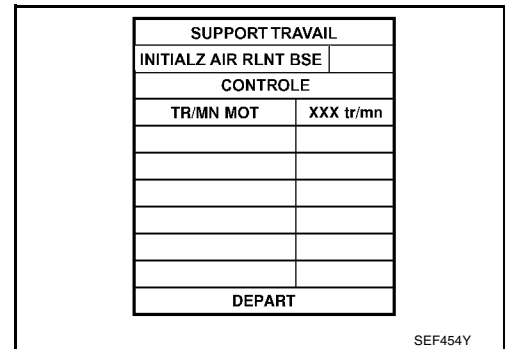 SUPPORT TRAVAIL
INITIALZ AIR RLNT BSE
CONTROLE
TR/MN MOT XXX tr/mn
DEPART
SEF454Y